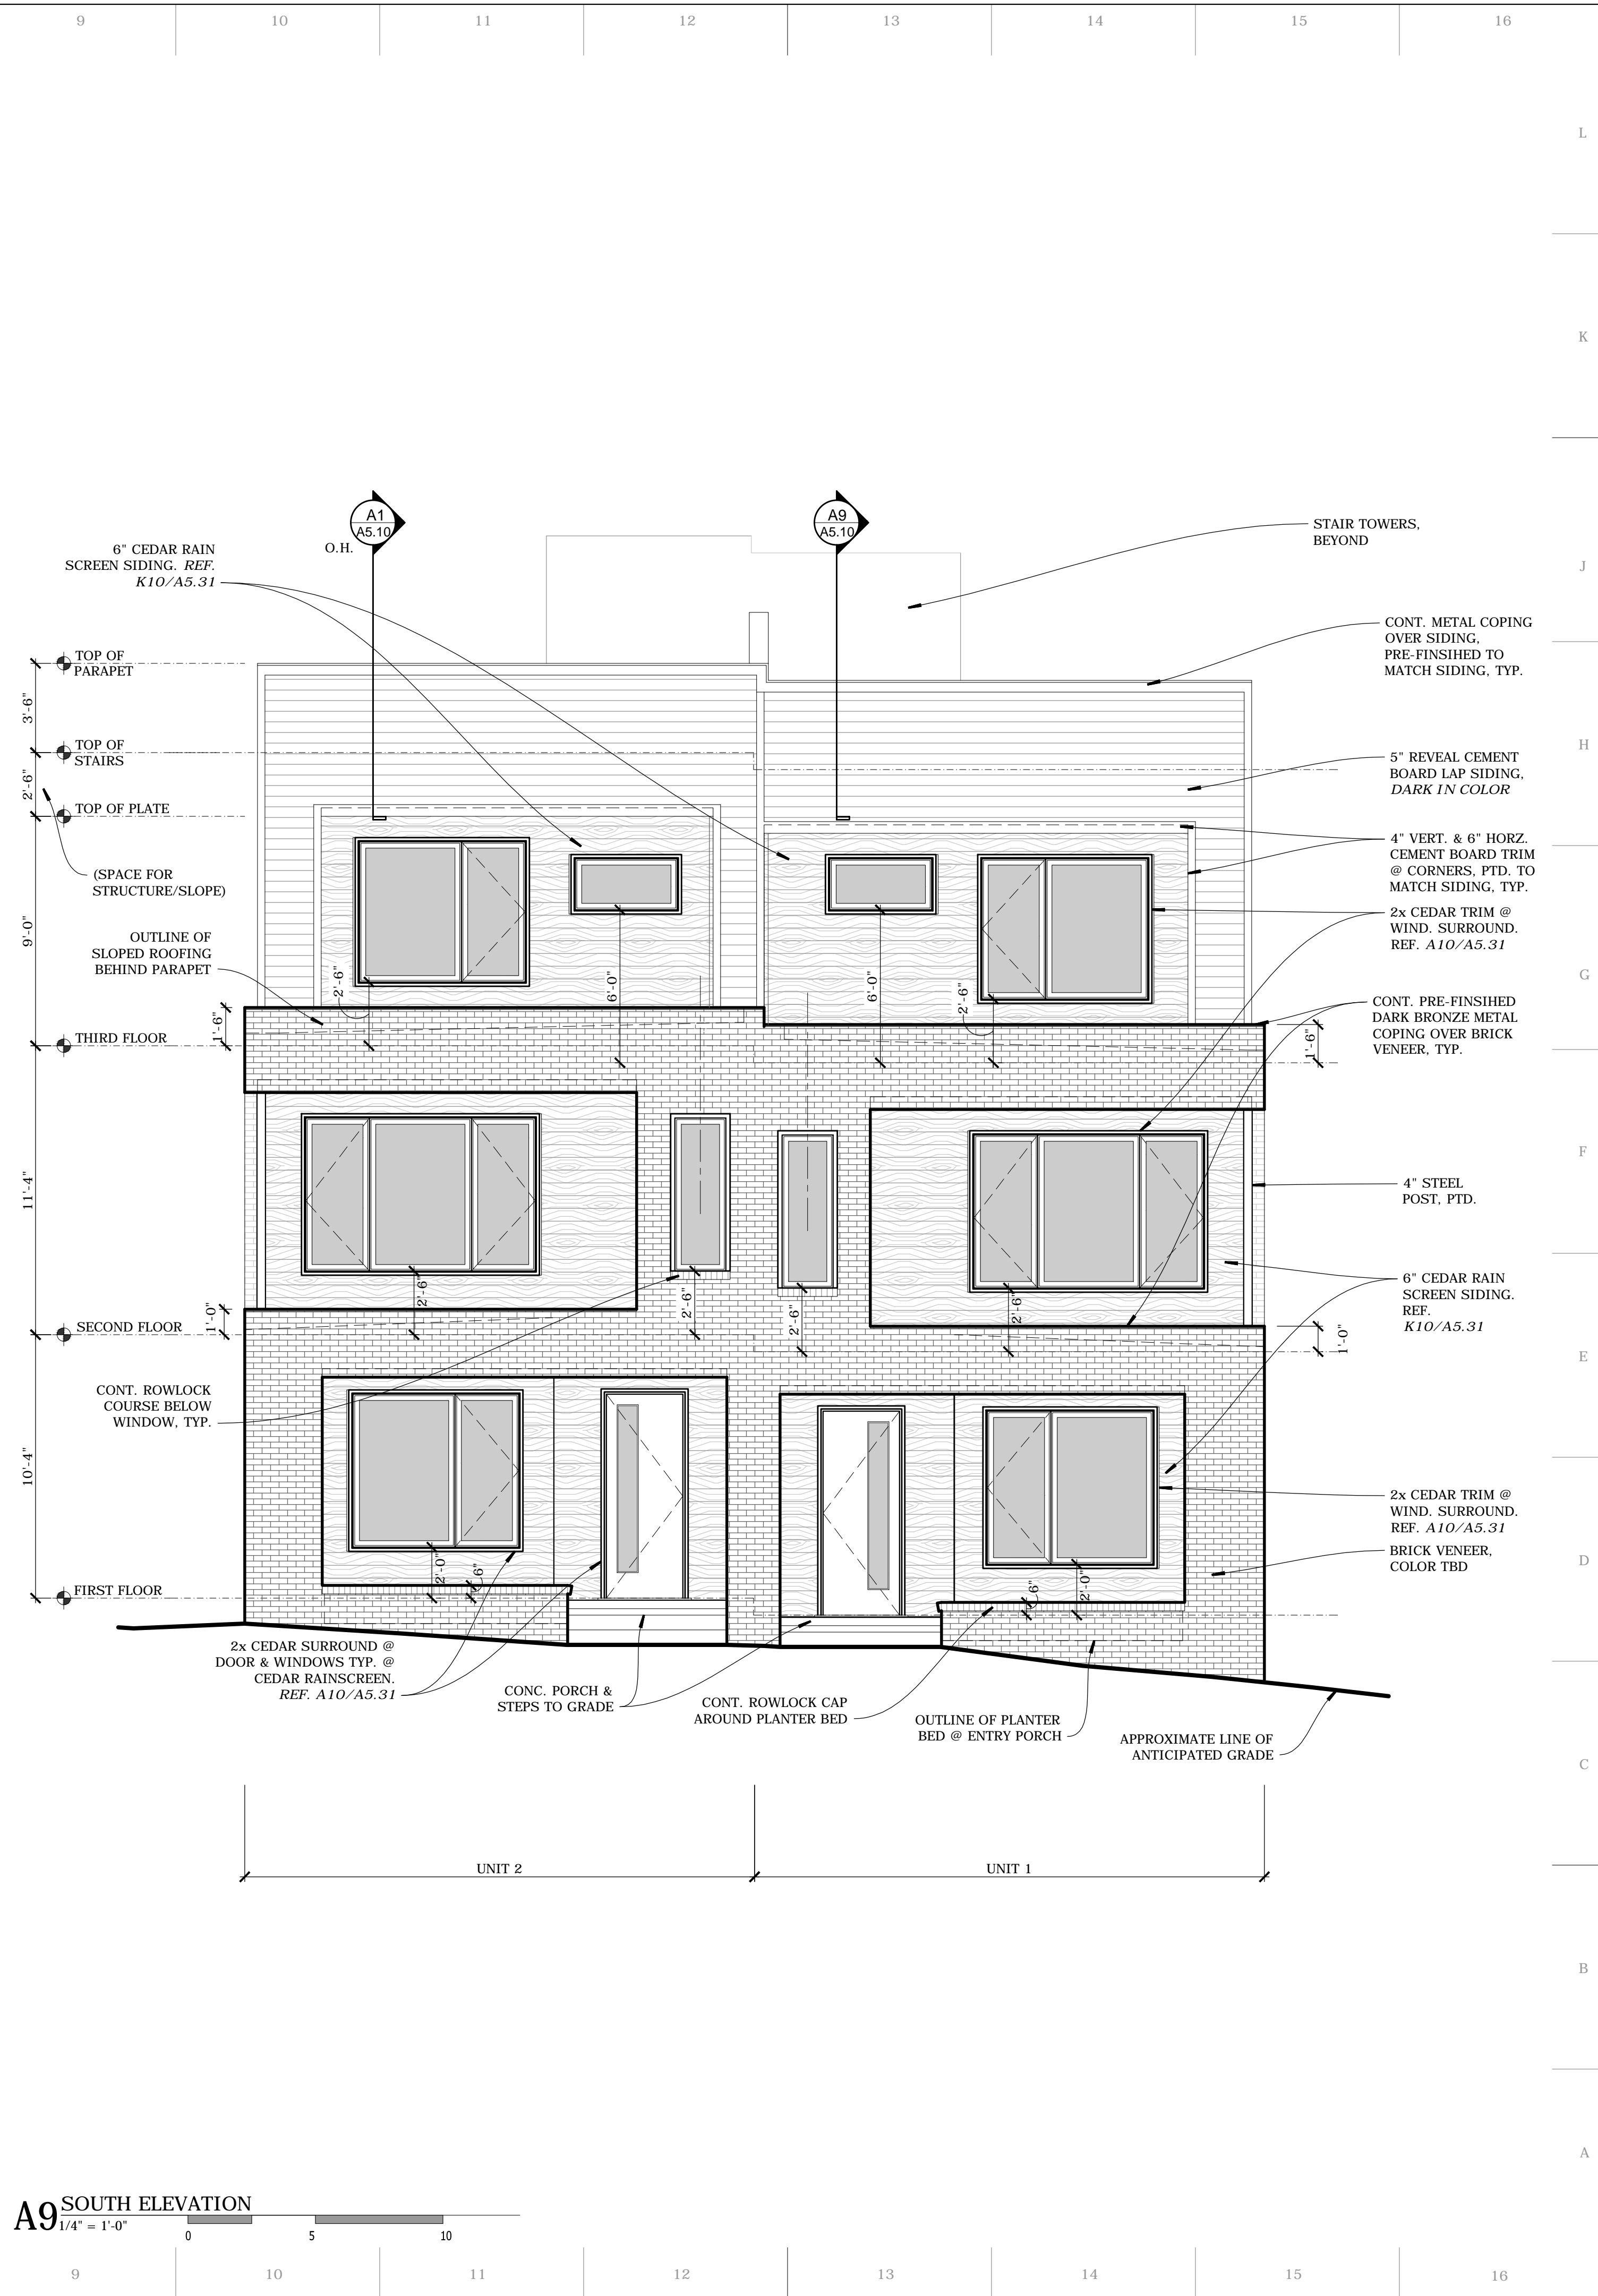 9 10 11 12 13 14 15 16
L
K
J
H
G
F
E
D
C
B
A
A1
A5.10
O.H.
A9
A5.10
STAIR TOWERS,
BEYOND
6" CEDAR RAIN
SCREEN SIDING. REF.
K10/A5.31
CONT. METAL COPING
OVER SIDING,
PRE-FINSIHED TO
MATCH SIDING, TYP.
TOP OF
PARAPET
3'-6"
TOP OF
STAIRS
2'-6"
TOP OF PLATE
5" REVEAL CEMENT
BOARD LAP SIDING,
DARK IN COLOR
(SPACE FOR
STRUCTURE/SLOPE)
4" VERT. & 6" HORZ.
CEMENT BOARD TRIM
@ CORNERS, PTD. TO
MATCH SIDING, TYP.
9'-0"
OUTLINE OF
SLOPED ROOFING
BEHIND PARAPET
2x CEDAR TRIM @
WIND. SURROUND.
REF. A10/A5.31
2'-6"
6'-0"
6'-0"
2'-6"
CONT. PRE-FINSIHED
DARK BRONZE METAL
COPING OVER BRICK
VENEER, TYP.
1'-6"
1'-6"
THIRD FLOOR
11'-4"
4" STEEL
POST, PTD.
2'-6"
2'-6"
2'-6"
2'-6"
6" CEDAR RAIN
SCREEN SIDING.
REF.
K10/A5.31
1'-0"
1'-0"
SECOND FLOOR
CONT. ROWLOCK
COURSE BELOW
WINDOW, TYP.
10'-4"
2x CEDAR TRIM @
WIND. SURROUND.
REF. A10/A5.31
BRICK VENEER,
COLOR TBD
2'-0"
6"
6"
2'-0"
FIRST FLOOR
2x CEDAR SURROUND @
DOOR & WINDOWS TYP. @
CEDAR RAINSCREEN.
REF. A10/A5.31
CONC. PORCH &
STEPS TO GRADE
CONT. ROWLOCK CAP
AROUND PLANTER BED
OUTLINE OF PLANTER
BED @ ENTRY PORCH
APPROXIMATE LINE OF
ANTICIPATED GRADE
UNIT 2
UNIT 1
A9
SOUTH ELEVATION
1/4" = 1'-0"
0 5 10
9 10 11 12 13 14 15 16